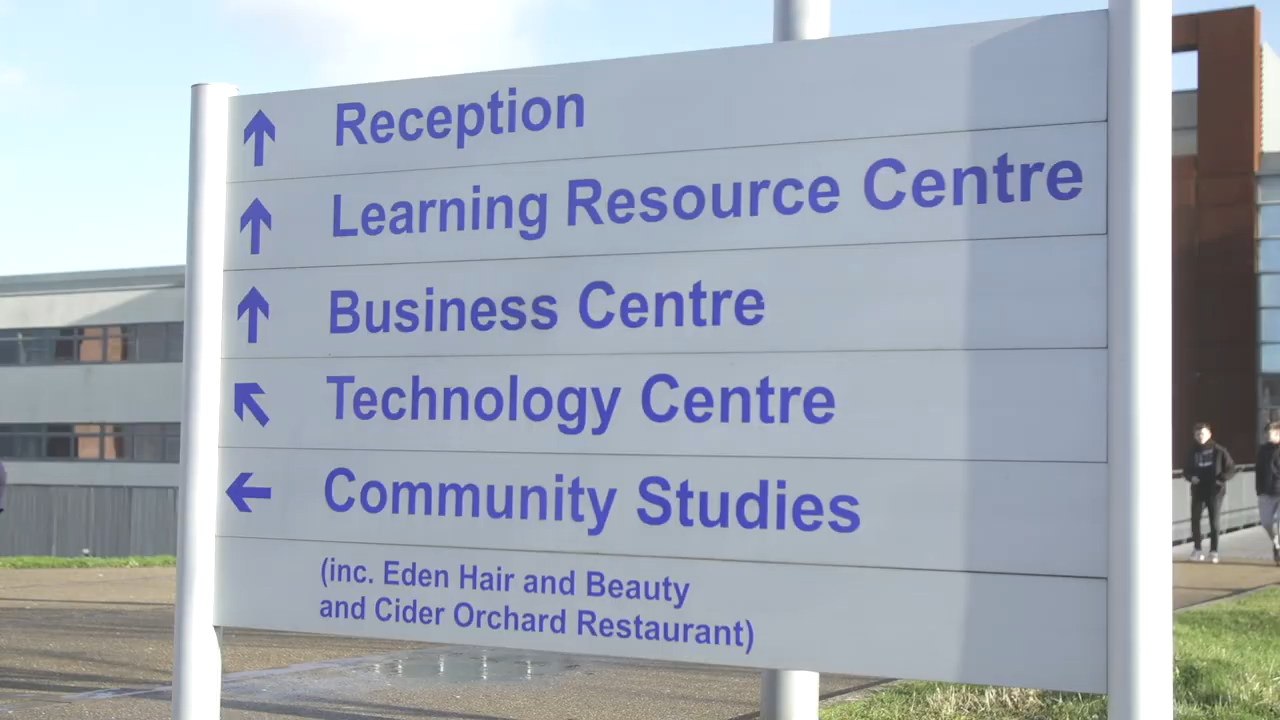 Reception
Learning Resource Centre
Business Centre
Technology Centre
Community Studies
(inc. Eden Hair and Beauty
and Cider Orchard Restaurant)